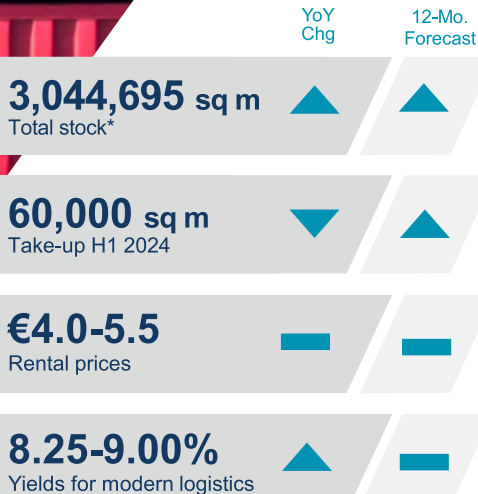 YoY
Chg
12-Mo.
Forecast
3,044,695 sq m
Total stock*
60,000 sq m
Take-up H1 2024
€4.0-5.5
Rental prices
8.25-9.00%
Yields for modern logistics